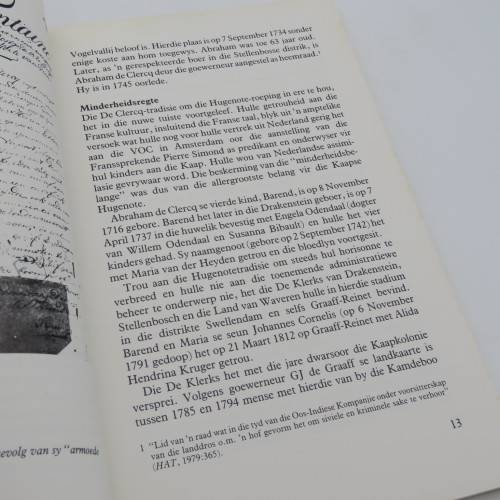 ntaine
Vogelvallij beloof is. Hierdie plaas is op 7 September 1734 sonder
enige koste aan hom toegewys. Abraham was toe 63 jaar oud.
Later, as 'n gerespekteerde boer in die Stellenbosse distrik, is
Abraham de Clercq deur die goewerneur aangestel as heemraad.¹
Hy is in 1745 oorlede.
Minderheidsregte
Die De Clercq-tradisie om die Hugenote-roeping in ere te hou,
het in die nuwe tuiste voortgeleef. Hulle getrouheid aan die
Franse kultuur, insluitend die Franse taal, blyk uit 'n amptelike
versoek wat hulle nog voor hulle vertrek uit Nederland gerig het
aan die VOC in Amsterdam oor die aanstelling van die
Franssprekende Pierre Simond as predikant en onderwyser vir
hul kinders aan die Kaap. Hulle wou van Nederlandse assimi-
lasie gevrywaar word. Die beskerming van die "minderheidsbe-
lange" was dus van die allergrootste belang vir die Kaapse
Hugenote.
Abraham de Clercq se vierde kind, Barend, is op 8 November
1716 gebore. Barend het later in die Drakenstein geboer, is op 7
April 1737 in die huwelik bevestig met Engela Odendaal (dogter
van Willem Odendaal en Susanna Bibault) en hulle het vier
kinders gehad. Sy naamgenoot (gebore op 2 September 1742) het
met Maria van der Heyden getrou en die bloedlyn voortgesit.
Trou aan die Hugenotetradisie om steeds hul horisonne te
verbreed en hulle nie aan die toenemende administratiewe
beheer te onderwerp nie, het die De Klerks van Drakenstein,
Stellenbosch en die Land van Waveren hulle in hierdie stadium
in die distrikte Swellendam en selfs Graaff-Reinet bevind.
Barend en Maria se seun Johannes Cornelis (op 6 November
1791 gedoop) het op 21 Maart 1812 op Graaff-Reinet met Alida
Hendrina Kruger getrou.
Die De Klerks het met die jare dwarsoor die Kaapkolonie
versprei. Volgens goewerneur GJ de Graaff se landkaarte is
tussen 1785 en 1794 mense met hierdie van by die Kamdeboo
1 "Lid van 'n raad wat in die tyd van die Oos-Indiese Kompanjie onder voorsitterskap
van die landdros o.m. 'n hof gevorm het om siviele en kriminele sake te verhoor"
(HAT, 1979:365).
13
evolg van sy "armoede